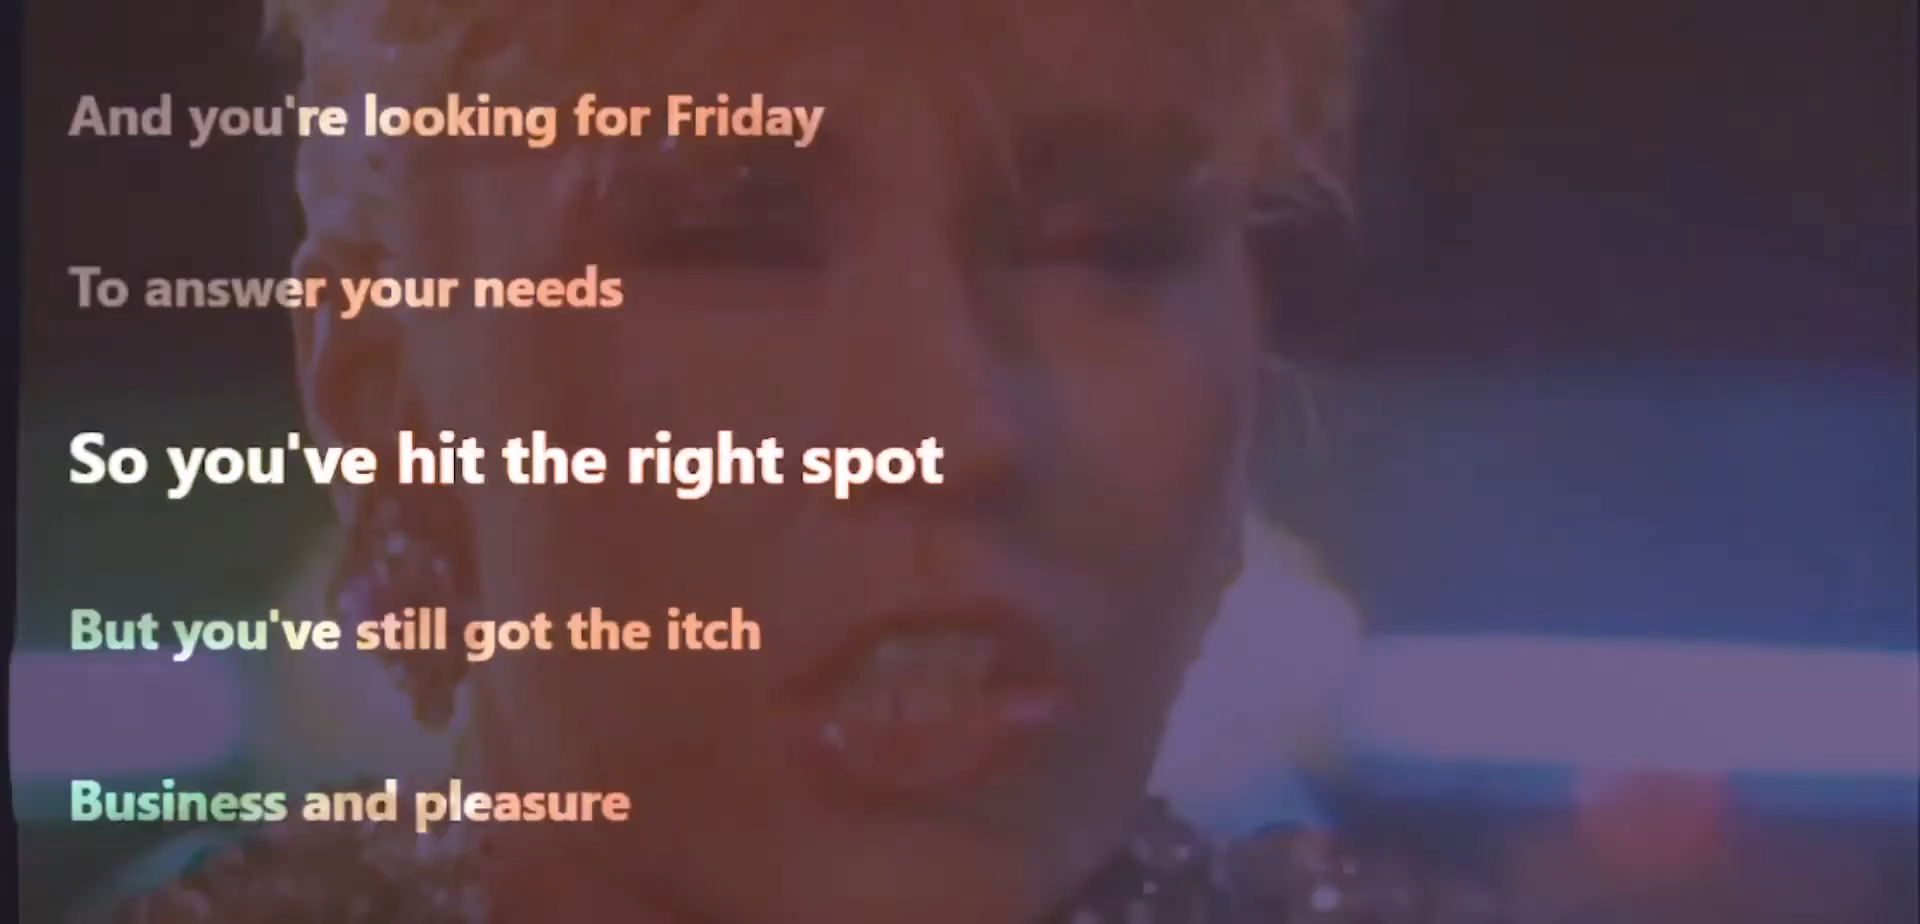 And you're looking for Friday
To answer your needs
So you've hit the right spot
But you've still got the itch
Business and pleasure